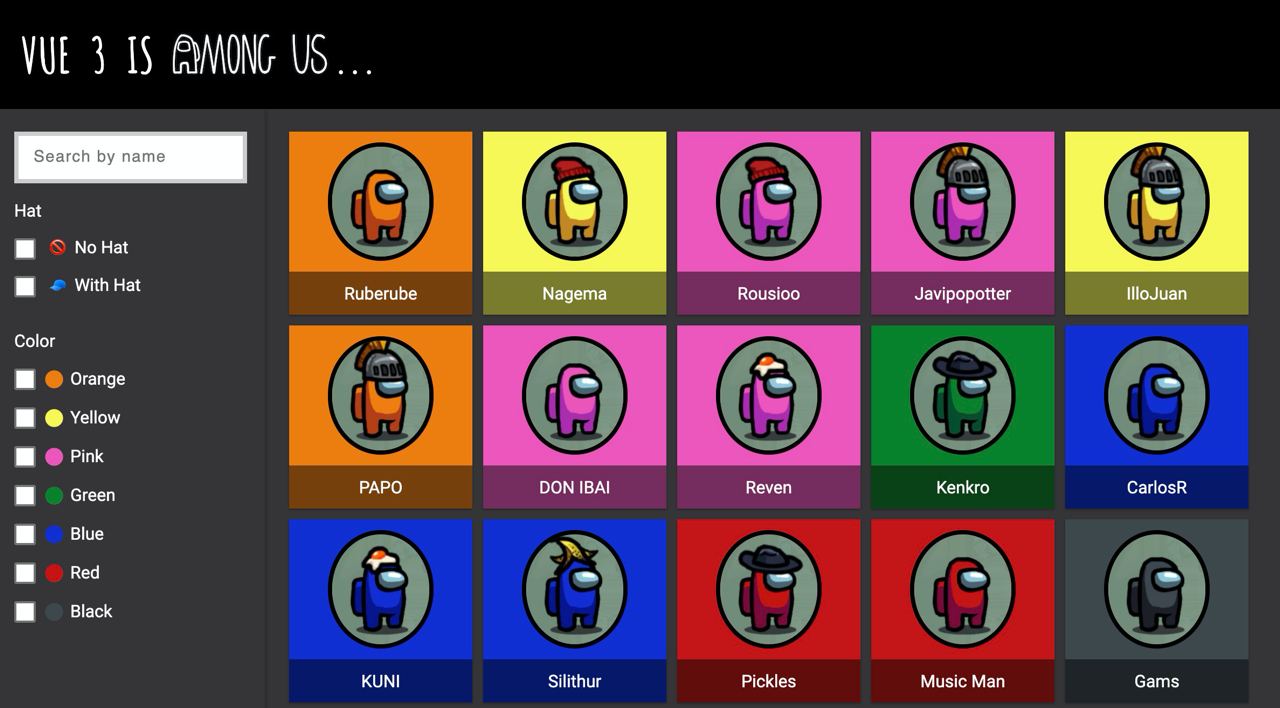 VUE 3 IS AMONG US...
Search by name
Hat
No Hat
With Hat
Color
Orange
Yellow
Pink
Green
Blue
Red
Black
Ruberube
Nagema
Rousioo
Javipopotter
IlloJuan
PAPO
DON IBAI
Reven
Kenkro
CarlosR
KUNI
Silithur
Pickles
Music Man
Gams